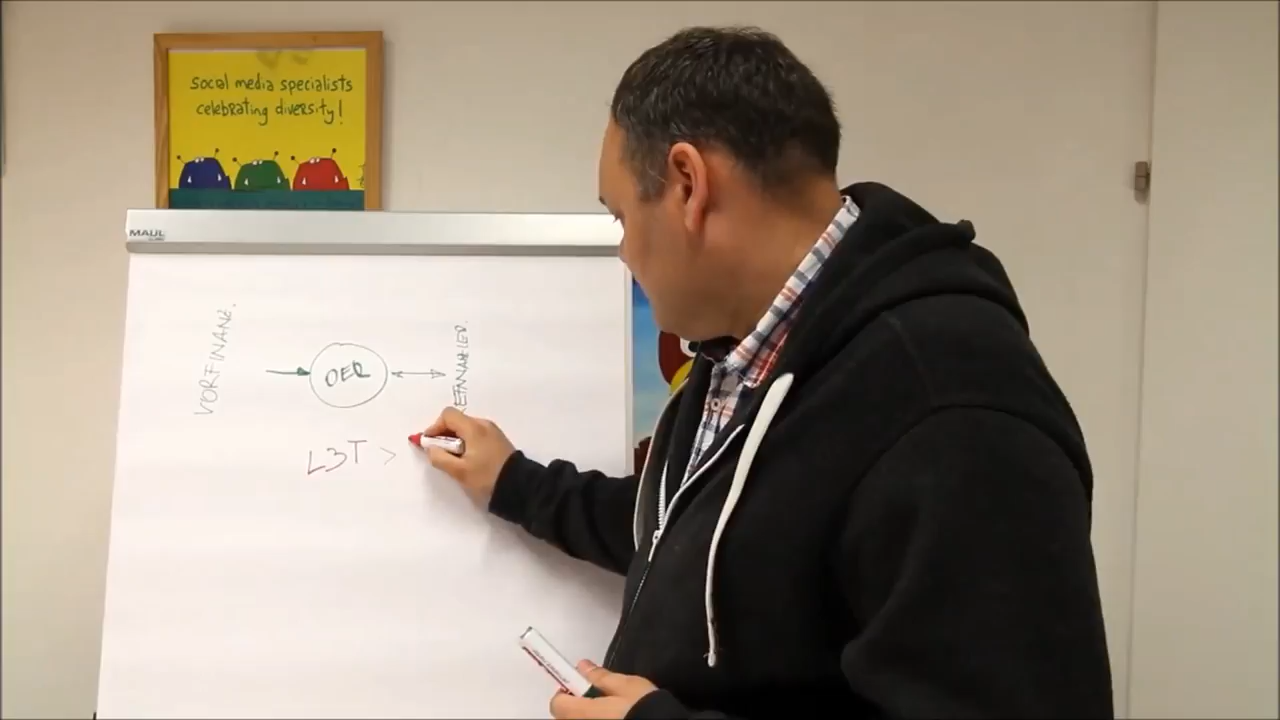 social media specialists
celebrating diversity!
MAUL
VORFINANZ.
OER
L3T >